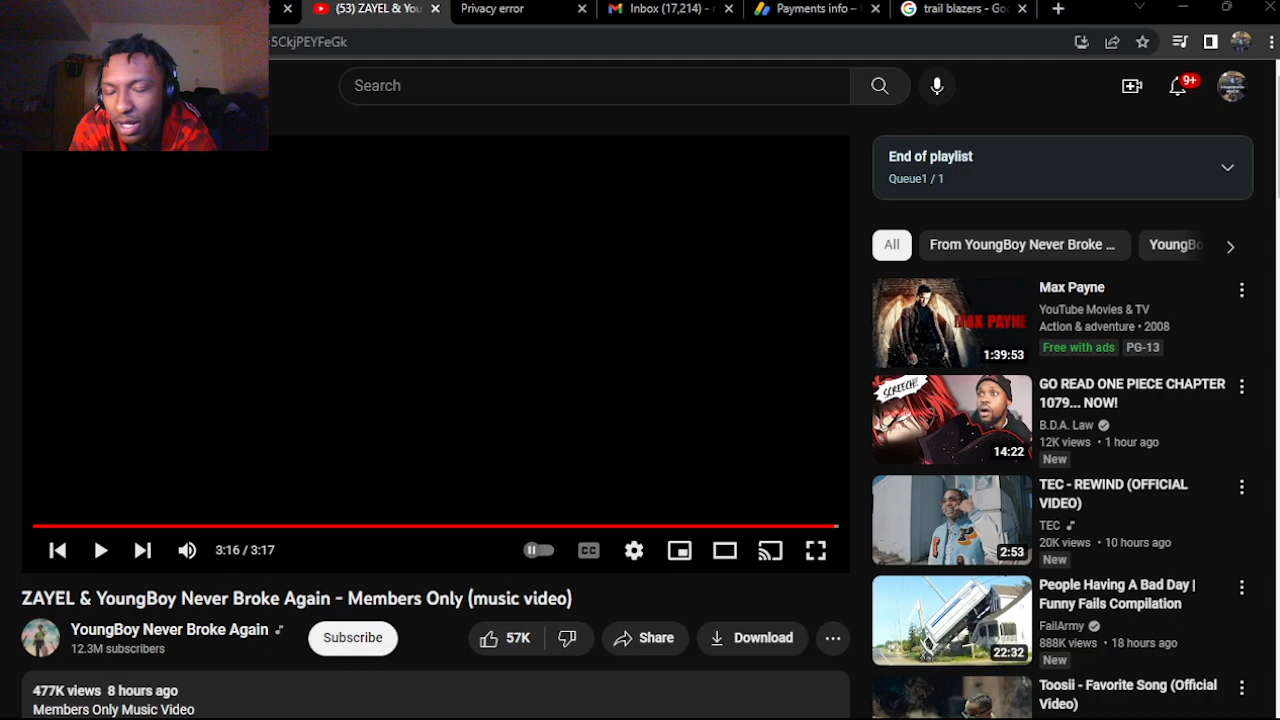 (53) ZAYEL & You
Privacy error
Inbox (17,214) -
Payments info –
trail blazers - Go
5CkjPEYFeGk
Search
9+
End of playlist
Queue1 / 1
All
From YoungBoy Never Broke ...
YoungBo
Max Payne
YouTube Movies & TV
Action & adventure • 2008
Free with ads
PG-13
MAX PAYNE
1:39:53
GO READ ONE PIECE CHAPTER
1079... NOW!
B.D.A. Law
12K views • 1 hour ago
New
SCREECH!
14:22
TEC - REWIND (OFFICIAL
VIDEO)
TEC
20K views • 10 hours ago
New
2:53
People Having A Bad Day |
Funny Fails Compilation
FailArmy
888K views • 18 hours ago
New
22:32
Toosii - Favorite Song (Official
Video)
3:16 / 3:17
CC
ZAYEL & YoungBoy Never Broke Again - Members Only (music video)
YoungBoy Never Broke Again
12.3M subscribers
Subscribe
57K
Share
Download
477K views 8 hours ago
Members Only Music Video